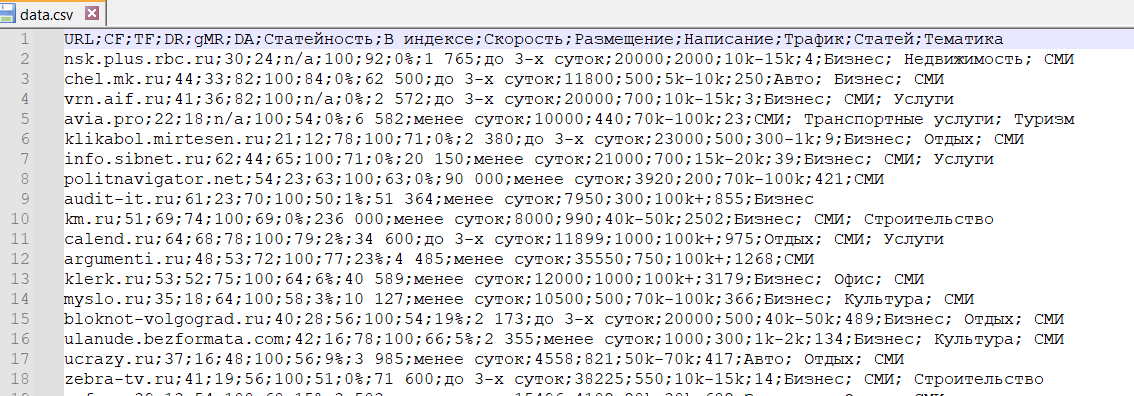 data.csv
1 URL;CF;TF;DR;gMR;DA;Статейность;В индексе;Скорость;Размещение;Написание;Трафик;Статей;Тематика
2 nsk.plus.rbc.ru;30;24;n/a;100;92;0%;1 765;до 3-х суток;20000;2000;10k-15k;4;Бизнес; Недвижимость; СМИ
3 chel.mk.ru;44;33;82;100;84;0%;62 500;до 3-х суток;11800;500;5k-10k;250;Авто; Бизнес; СМИ
4 vrn.aif.ru;41;36;82;100;n/a;0%;2 572;до 3-х суток;20000;700;10k-15k;3;Бизнес; СМИ; Услуги
5 avia.pro;22;18;n/a;100;54;0%;6 582;менее суток;10000;440;70k-100k;23;СМИ; Транспортные услуги; Туризм
6 klikabol.mirtesen.ru;21;12;78;100;71;0%;2 380;до 3-х суток;23000;500;300-1k;9;Бизнес; Отдых; СМИ
7 info.sibnet.ru;62;44;65;100;71;0%;20 150;менее суток;21000;700;15k-20k;39;Бизнес; СМИ; Услуги
8 politnavigator.net;54;23;63;100;63;0%;90 000;менее суток;3920;200;70k-100k;421;СМИ
9 audit-it.ru;61;23;70;100;50;1%;51 364;менее суток;7950;300;100k+;855;Бизнес
10 km.ru;51;69;74;100;69;0%;236 000;менее суток;8000;990;40k-50k;2502;Бизнес; СМИ; Строительство
11 calend.ru;64;68;78;100;79;2%;34 600;до 3-х суток;11899;1000;100k+;975;Отдых; СМИ; Услуги
12 argumenti.ru;48;53;72;100;77;23%;4 485;менее суток;35550;750;100k+;1268;СМИ
13 klerk.ru;53;52;75;100;64;6%;40 589;менее суток;12000;1000;100k+;3179;Бизнес; Офис; СМИ
14 myslo.ru;35;18;64;100;58;3%;10 127;менее суток;10500;500;70k-100k;366;Бизнес; Культура; СМИ
15 bloknot-volgograd.ru;40;28;56;100;54;19%;2 173;до 3-х суток;20000;500;40k-50k;489;Бизнес; Отдых; СМИ
16 ulanude.bezformata.com;42;16;78;100;66;5%;2 355;менее суток;1000;300;1k-2k;134;Бизнес; Культура; СМИ
17 ucrazy.ru;37;16;48;100;56;9%;3 985;менее суток;4558;821;50k-70k;417;Авто; Отдых; СМИ
18 zebra-tv.ru;41;19;56;100;51;0%;71 600;до 3-х суток;38225;550;10k-15k;14;Бизнес; СМИ; Строительство